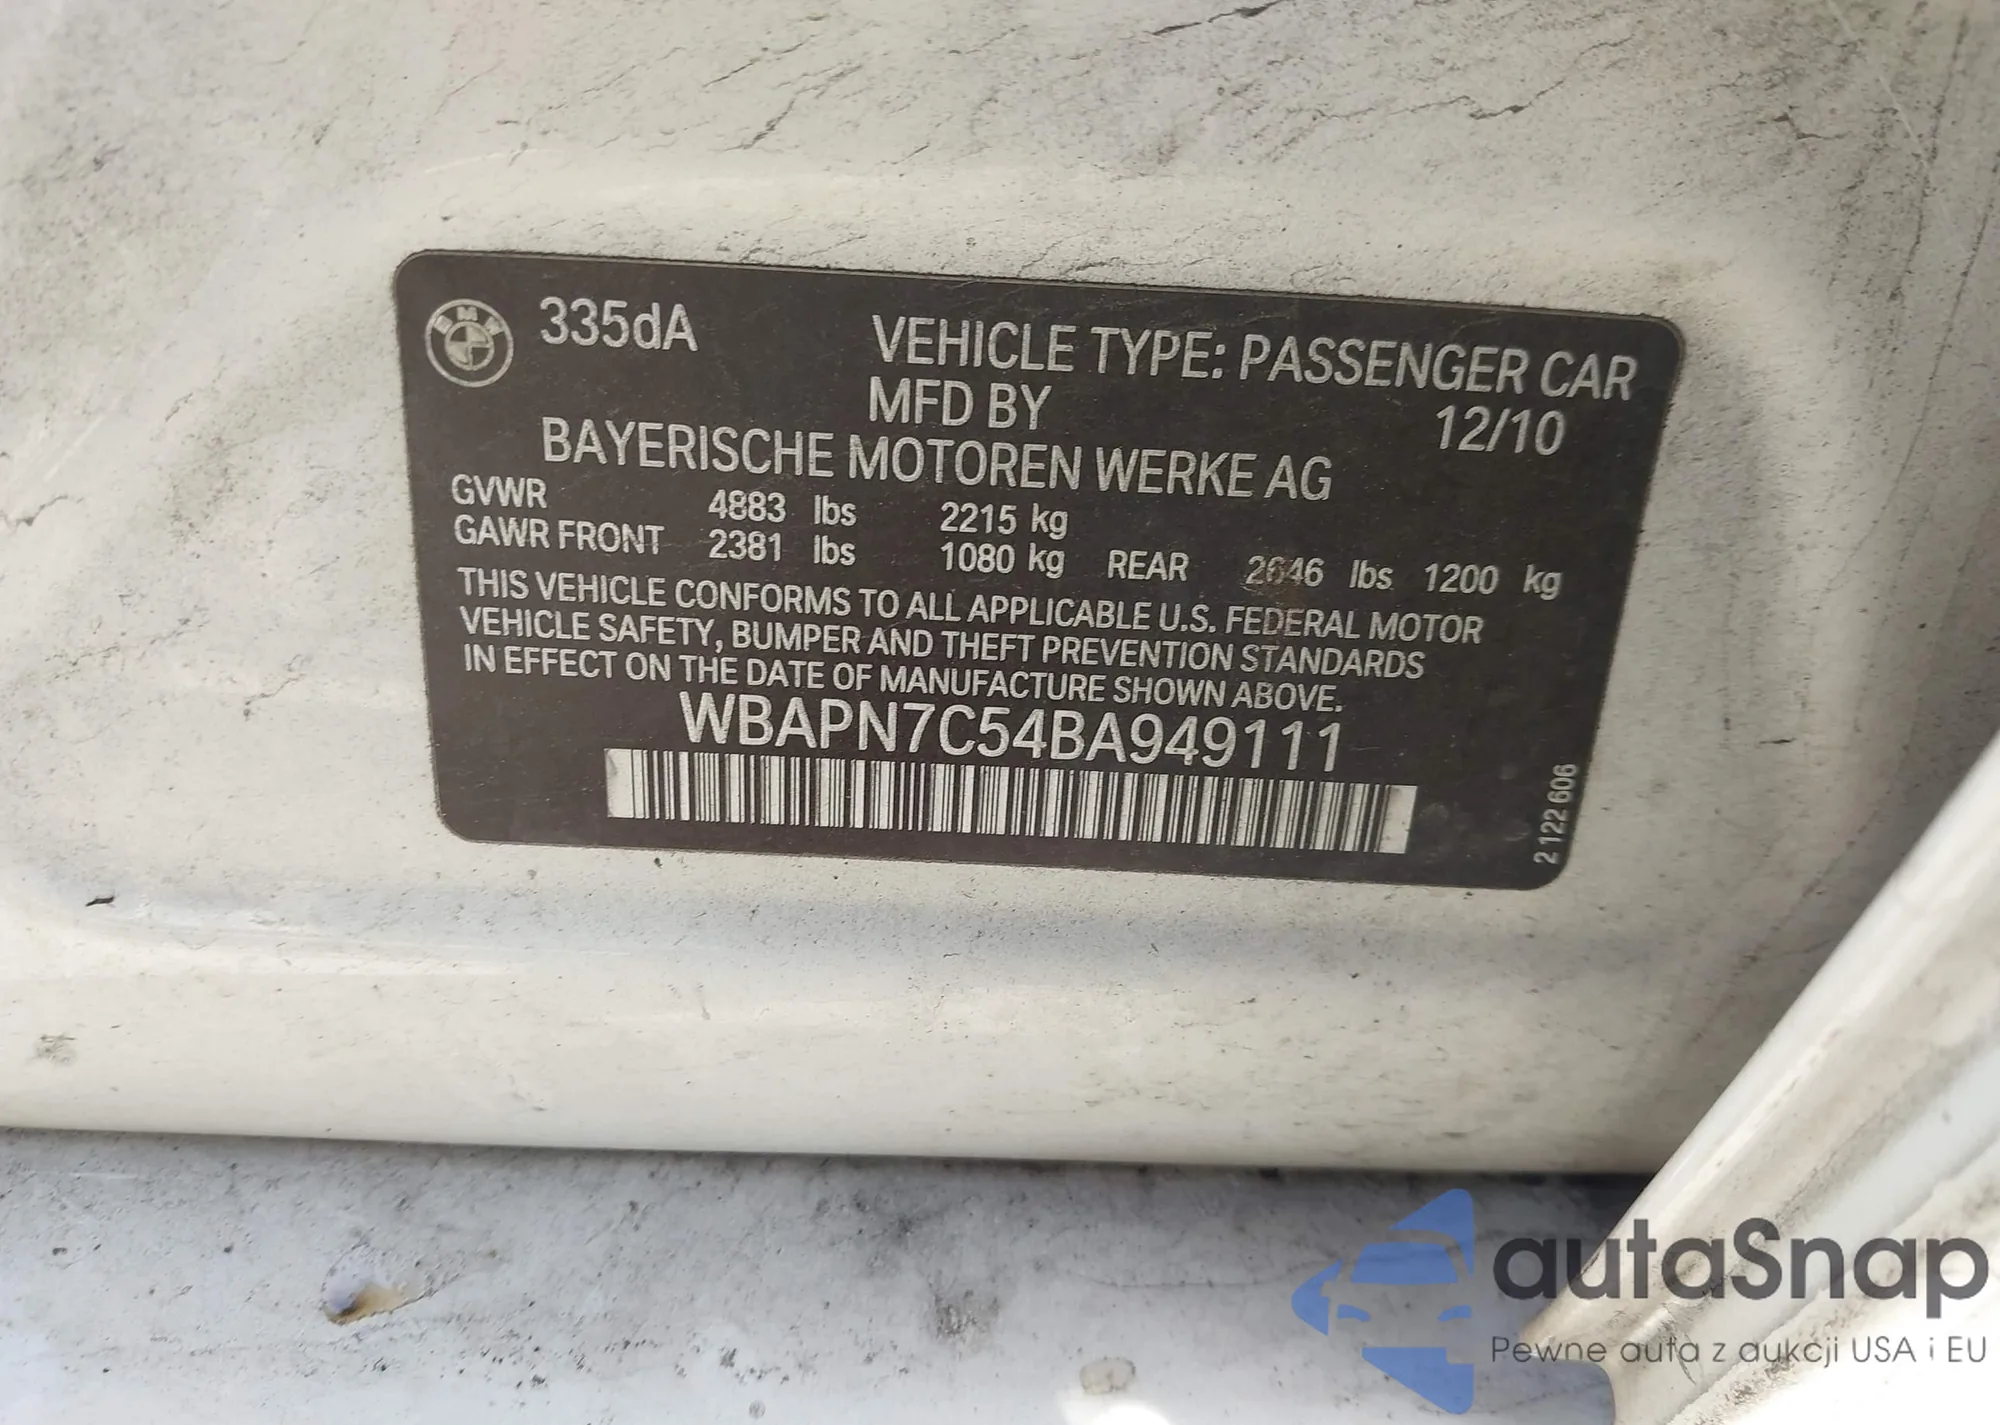 BMW
335dA
VEHICLE TYPE: PASSENGER CAR
MFD BY 12/10
BAYERISCHE MOTOREN WERKE AG
GVWR 4883 lbs 2215 kg
GAWR FRONT 2381 lbs 1080 kg REAR 2646 lbs 1200 kg
THIS VEHICLE CONFORMS TO ALL APPLICABLE U.S. FEDERAL MOTOR
VEHICLE SAFETY, BUMPER AND THEFT PREVENTION STANDARDS
IN EFFECT ON THE DATE OF MANUFACTURE SHOWN ABOVE.
WBAPN7C54BA949111
2 122 606
autaSnap
Pewne auta z aukcji USA i EU